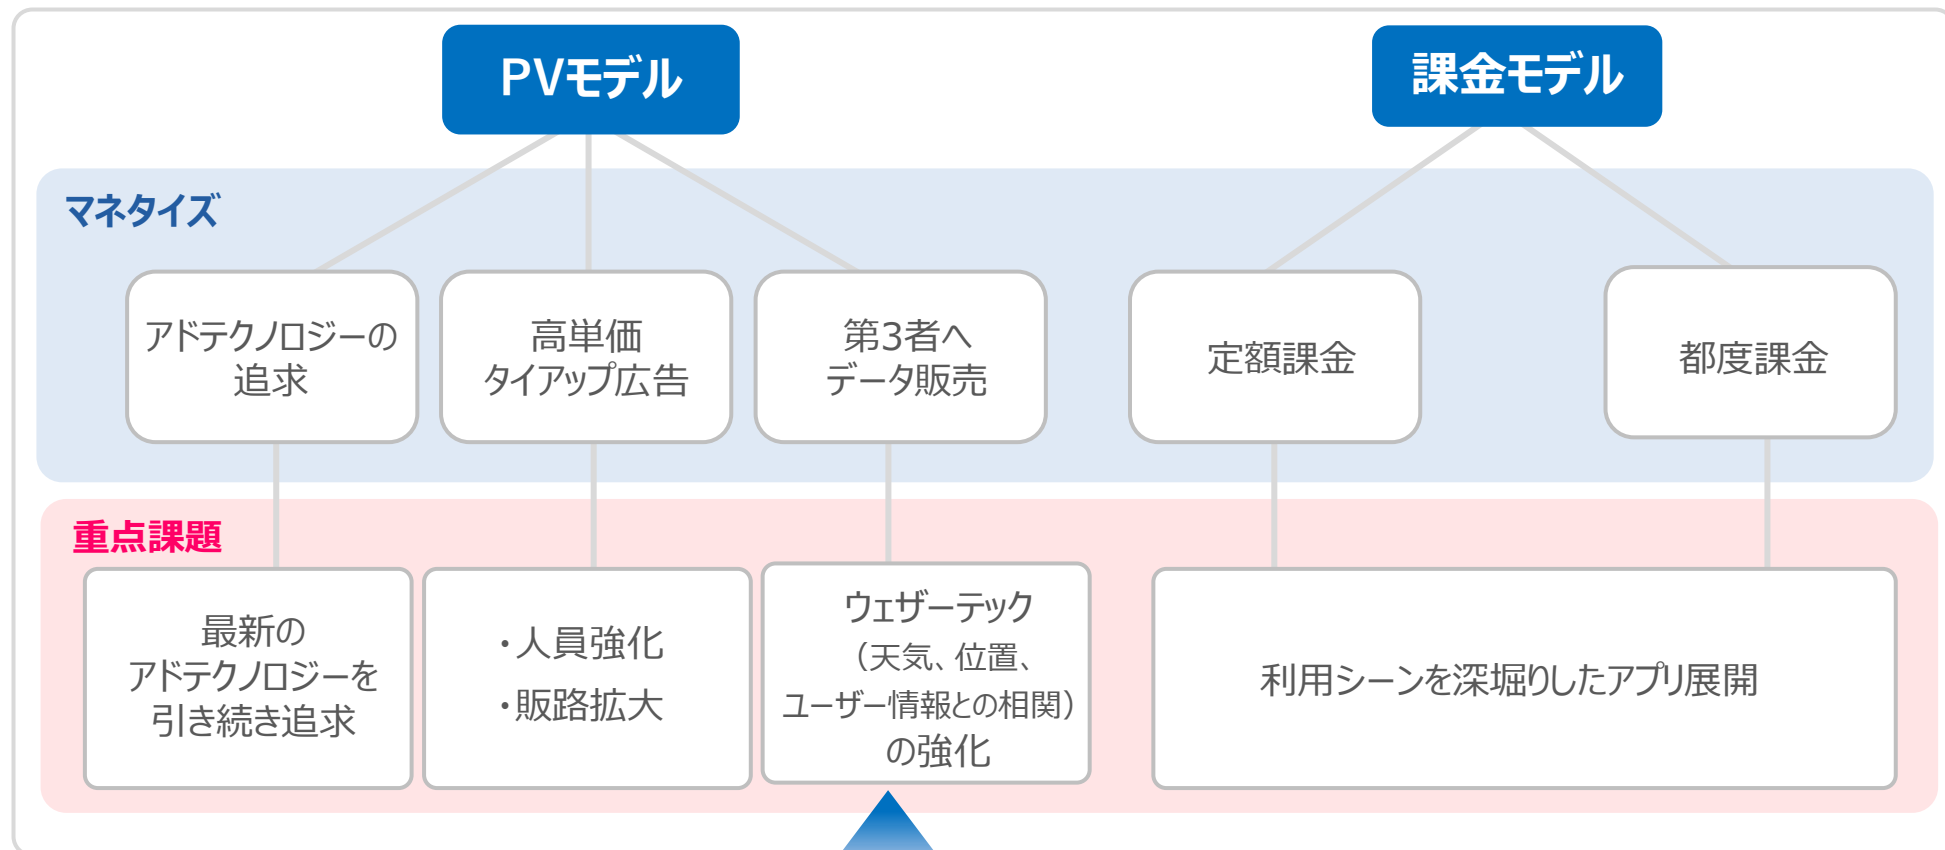 PVモデル
課金モデル
マネタイズ
アドテクノロジーの
追求
高単価
タイアップ広告
第3者へ
データ販売
定額課金
都度課金
重点課題
最新の
アドテクノロジーを
引き続き追求
・人員強化
・販路拡大
ウェザーテック
（天気、位置、
ユーザー情報との相関）
の強化
利用シーンを深堀りしたアプリ展開